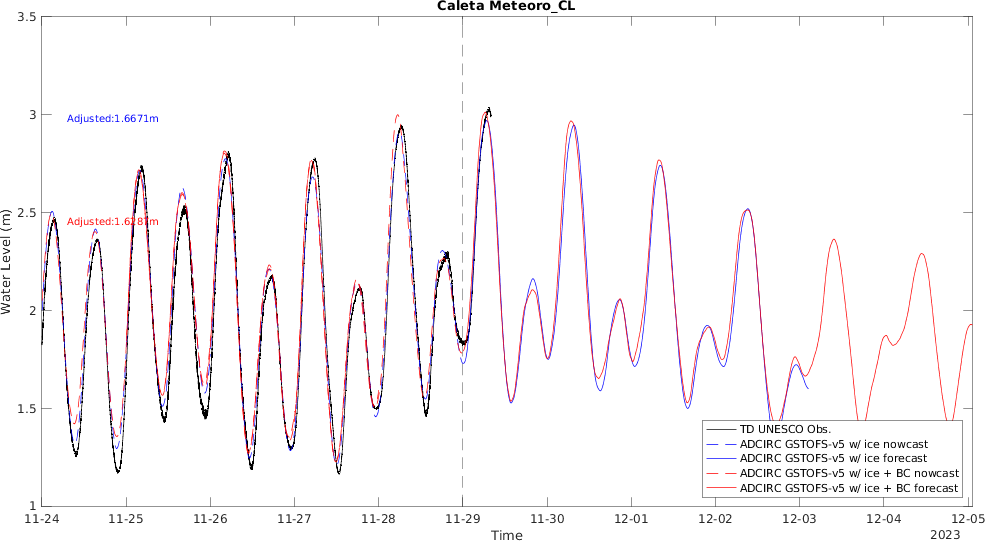 Caleta Meteoro_CL
3.5
3
2.5
2
1.5
1
Water Level (m)
Adjusted:1.6671m
Adjusted:1.6287m
TD UNESCO Obs.
ADCIRC GSTOFS-v5 w/ ice nowcast
ADCIRC GSTOFS-v5 w/ ice forecast
ADCIRC GSTOFS-v5 w/ ice + BC nowcast
ADCIRC GSTOFS-v5 w/ ice + BC forecast
11-24 11-25 11-26 11-27 11-28 11-29 11-30 12-01 12-02 12-03 12-04 12-05
Time
2023